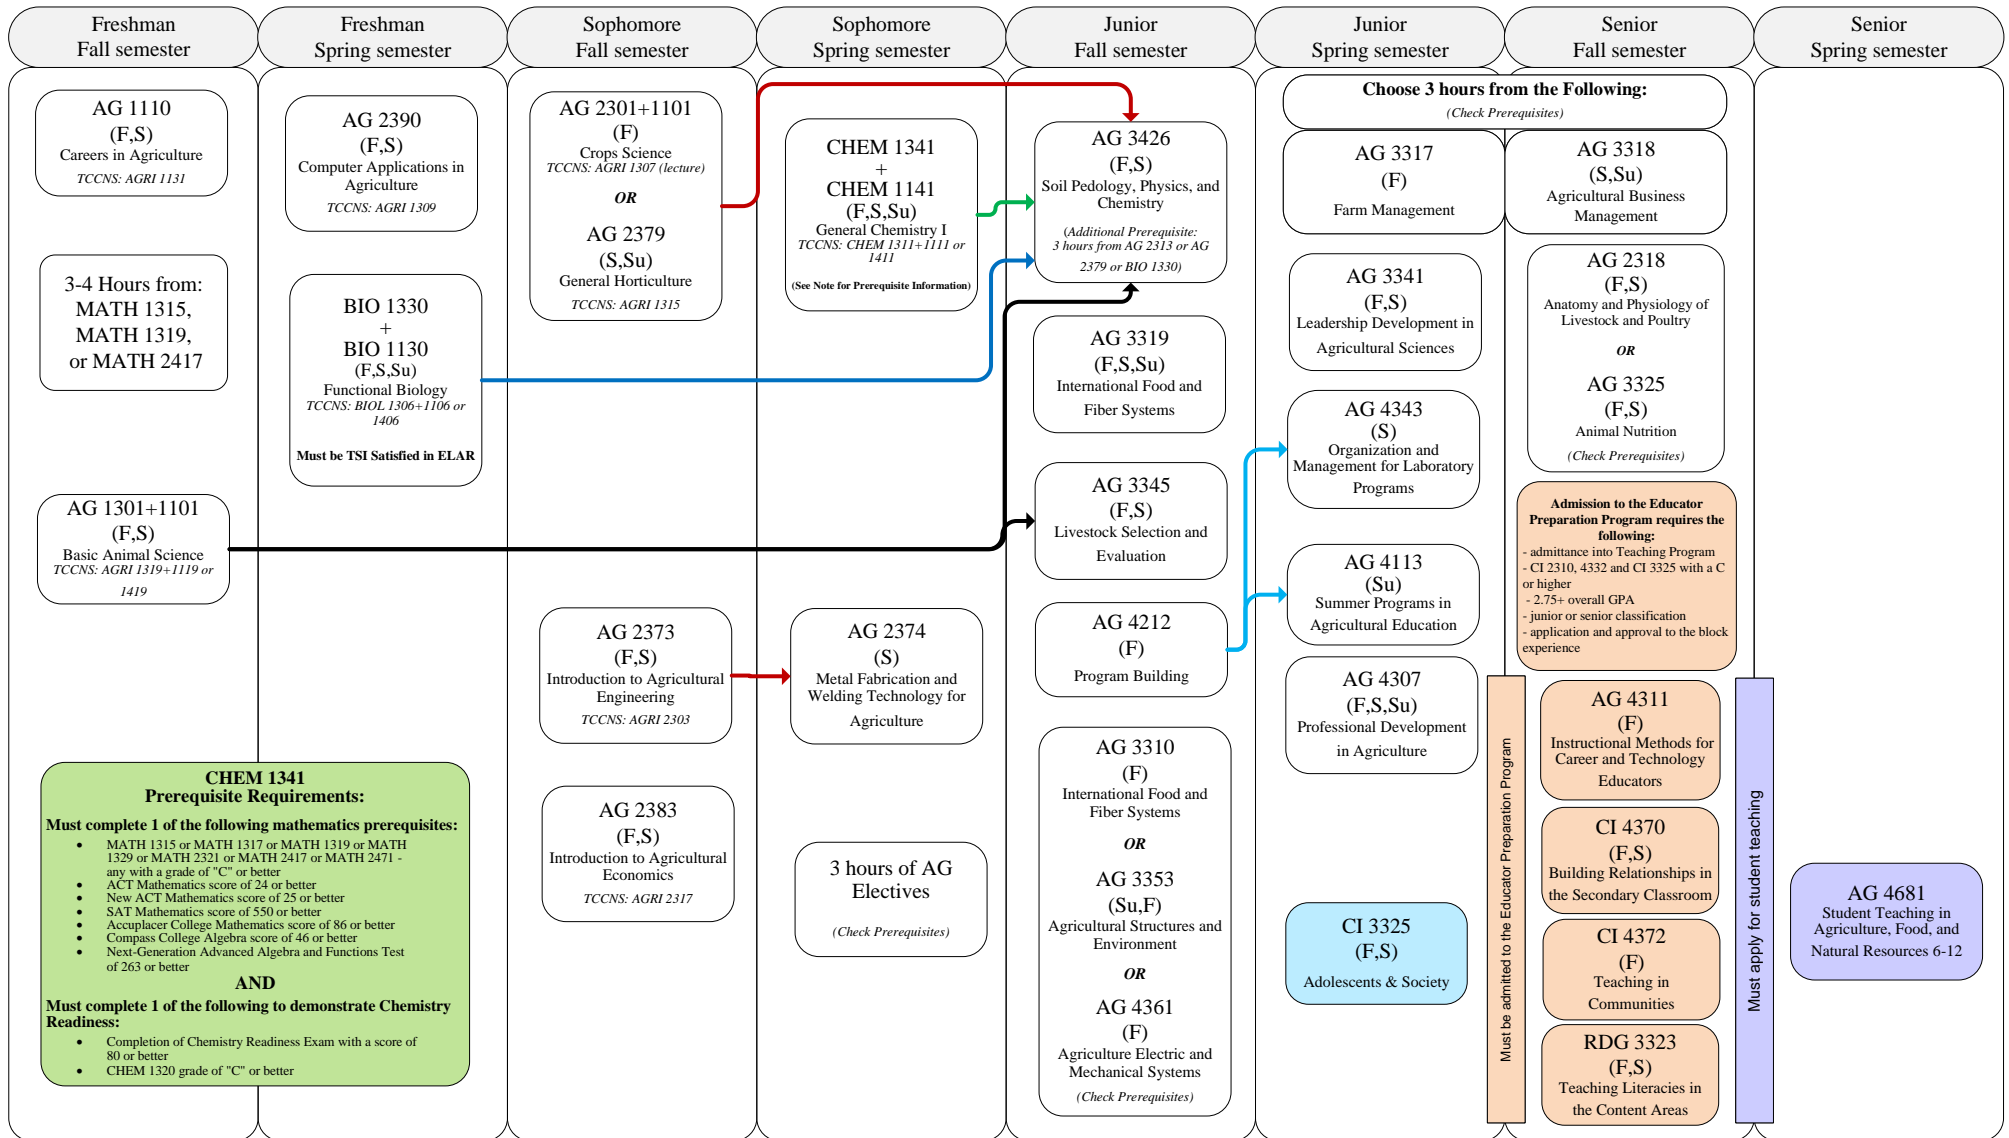 Freshman
Fall semester
Freshman
Spring semester
Sophomore
Fall semester
Sophomore
Spring semester
Junior
Fall semester
Junior
Spring semester
Senior
Fall semester
Senior
Spring semester
AG 1110
(F,S)
Careers in Agriculture
TCCNS: AGRI 1131
3-4 Hours from:
MATH 1315,
MATH 1319,
or MATH 2417
AG 1301+1101
(F,S)
Basic Animal Science
TCCNS: AGRI 1319+1119 or
1419
CHEM 1341
Prerequisite Requirements:
Must complete 1 of the following mathematics prerequisites:
• MATH 1315 or MATH 1317 or MATH 1319 or MATH
1329 or MATH 2321 or MATH 2417 or MATH 2471 -
any with a grade of "C" or better
• ACT Mathematics score of 24 or better
• New ACT Mathematics score of 25 or better
• SAT Mathematics score of 550 or better
• Accuplacer College Mathematics score of 86 or better
• Compass College Algebra score of 46 or better
• Next-Generation Advanced Algebra and Functions Test
of 263 or better
AND
Must complete 1 of the following to demonstrate Chemistry
Readiness:
• Completion of Chemistry Readiness Exam with a score of
80 or better
• CHEM 1320 grade of "C" or better
AG 2390
(F,S)
Computer Applications in
Agriculture
TCCNS: AGRI 1309
BIO 1330
+
BIO 1130
(F,S,Su)
Functional Biology
TCCNS: BIOL 1306+1106 or
1406
Must be TSI Satisfied in ELAR
AG 2301+1101
(F)
Crops Science
TCCNS: AGRI 1307 (lecture)
OR
AG 2379
(S,Su)
General Horticulture
TCCNS: AGRI 1315
AG 2373
(F,S)
Introduction to Agricultural
Engineering
TCCNS: AGRI 2303
AG 2383
(F,S)
Introduction to Agricultural
Economics
TCCNS: AGRI 2317
CHEM 1341
+
CHEM 1141
(F,S,Su)
General Chemistry I
TCCNS: CHEM 1311+1111 or
1411
(See Note for Prerequisite Information)
AG 2374
(S)
Metal Fabrication and
Welding Technology for
Agriculture
3 hours of AG
Electives
(Check Prerequisites)
AG 3426
(F,S)
Soil Pedology, Physics, and
Chemistry
(Additional Prerequisite:
3 hours from AG 2313 or AG
2379 or BIO 1330)
AG 3319
(F,S,Su)
International Food and
Fiber Systems
AG 3345
(F,S)
Livestock Selection and
Evaluation
AG 4212
(F)
Program Building
AG 3310
(F)
International Food and
Fiber Systems
OR
AG 3353
(Su,F)
Agricultural Structures and
Environment
OR
AG 4361
(F)
Agriculture Electric and
Mechanical Systems
(Check Prerequisites)
Choose 3 hours from the Following:
(Check Prerequisites)
AG 3317
(F)
Farm Management
AG 3318
(S,Su)
Agricultural Business
Management
AG 3341
(F,S)
Leadership Development in
Agricultural Sciences
AG 4343
(S)
Organization and
Management for Laboratory
Programs
AG 4113
(Su)
Summer Programs in
Agricultural Education
AG 4307
(F,S,Su)
Professional Development
in Agriculture
CI 3325
(F,S)
Adolescents & Society
Must be admitted to the Educator Preparation Program
AG 2318
(F,S)
Anatomy and Physiology of
Livestock and Poultry
OR
AG 3325
(F,S)
Animal Nutrition
(Check Prerequisites)
Admission to the Educator
Preparation Program requires the
following:
- admittance into Teaching Program
- CI 2310, 4332 and CI 3325 with a C
or higher
- 2.75+ overall GPA
- junior or senior classification
- application and approval to the block
experience
AG 4311
(F)
Instructional Methods for
Career and Technology
Educators
CI 4370
(F,S)
Building Relationships in
the Secondary Classroom
CI 4372
(F)
Teaching in
Communities
RDG 3323
(F,S)
Teaching Literacies in
the Content Areas
Must apply for student teaching
AG 4681
Student Teaching in
Agriculture, Food, and
Natural Resources 6-12